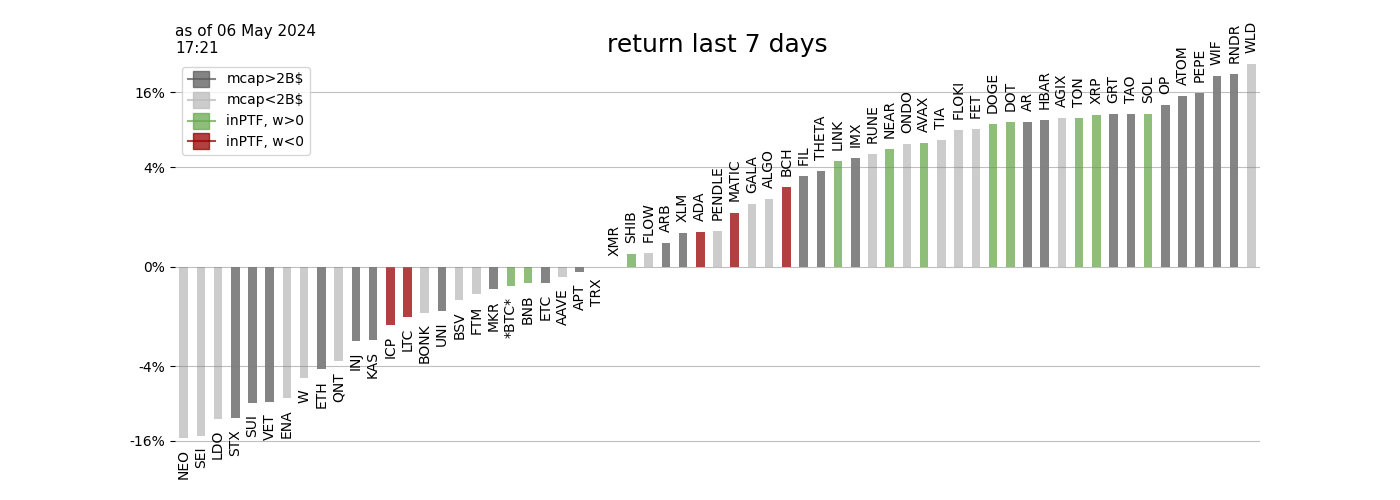 as of 06 May 2024
17:21
return last 7 days
mcap>2B$
mcap<2B$
inPTF, w>0
inPTF, w<0
16%
4%
0%
-4%
-16%
NEO
SEI
LDO
STX
SUI
VET
ENA
W
ETH
QNT
INJ
KAS
ICP
LTC
BONK
UNI
BSV
FTM
MKR
*BTC*
BNB
ETC
AAVE
APT
TRX
XMR
SHIB
FLOW
ARB
XLM
ADA
PENDLE
MATIC
GALA
ALGO
BCH
FIL
THETA
LINK
IMX
RUNE
NEAR
ONDO
AVAX
TIA
FLOKI
FET
DOGE
DOT
AR
HBAR
AGIX
TON
XRP
GRT
TAO
SOL
OP
ATOM
PEPE
WIF
RNDR
WLD